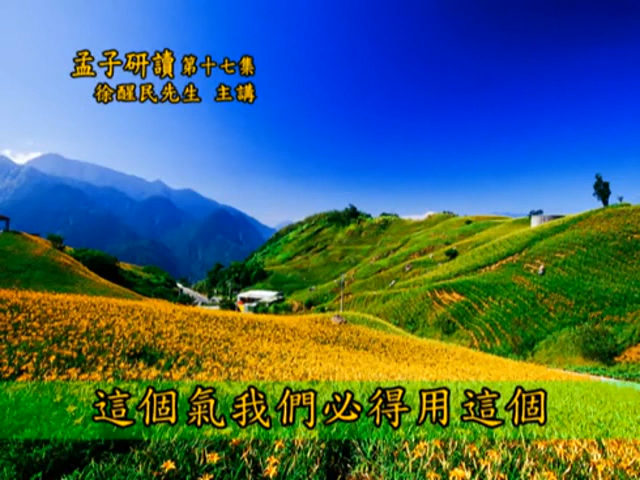 孟子研讀 第十七集
徐醒民先生 主講
這個氣我們必得用這個